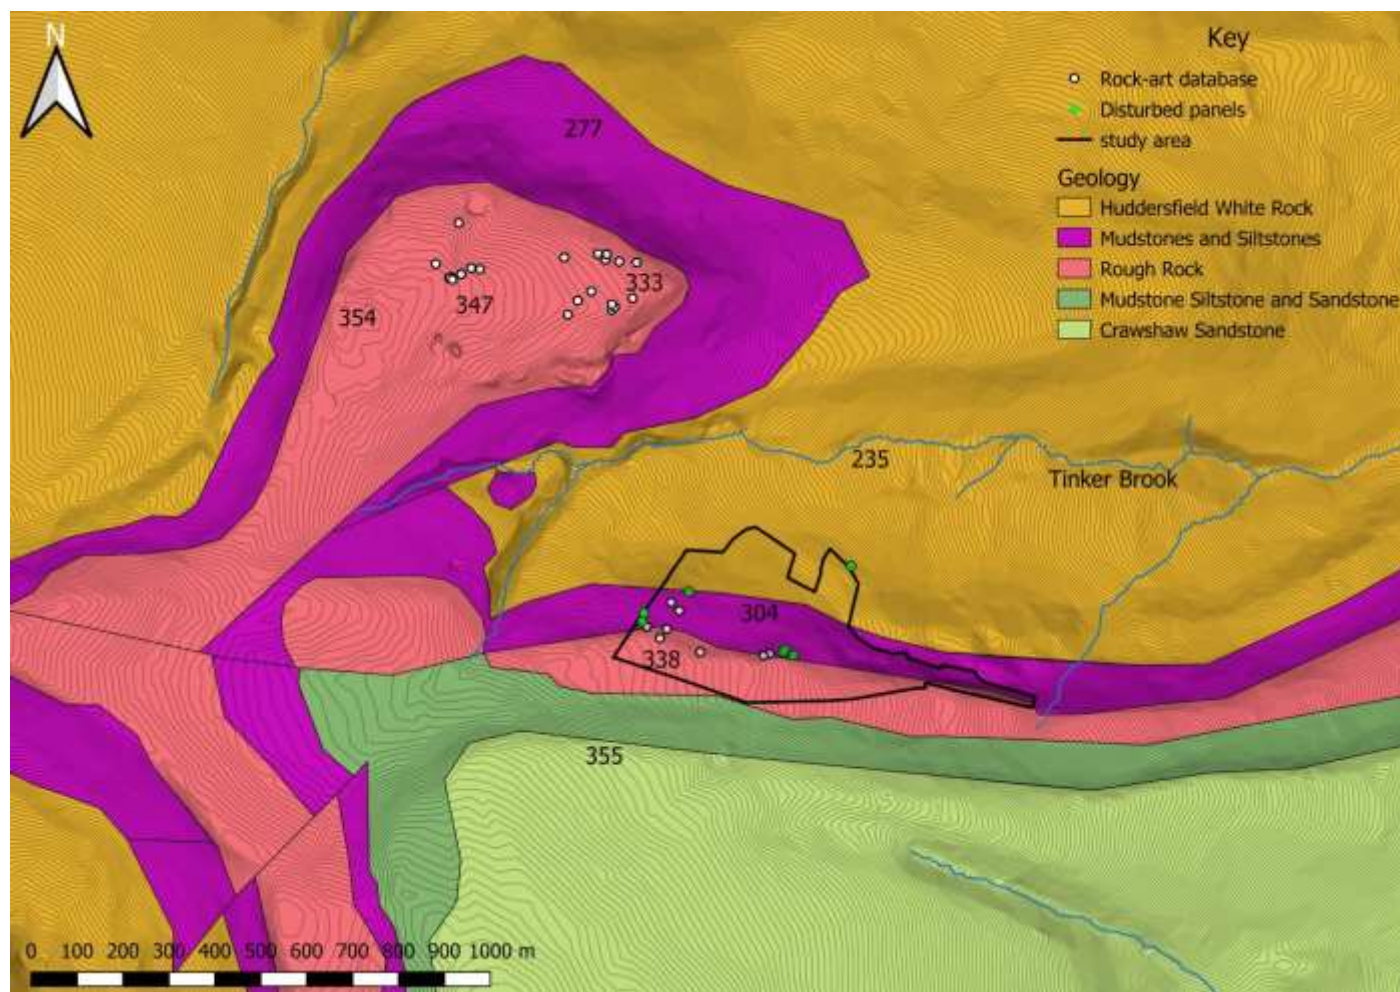 N
Key
Rock-art database
Disturbed panels
study area
Geology
Huddersfield White Rock
Mudstones and Siltstones
Rough Rock
Mudstone Siltstone and Sandstone
Crawshaw Sandstone
277
333
347
354
235
Tinker Brook
304
338
355
0 100 200 300 400 500 600 700 800 900 1000 m